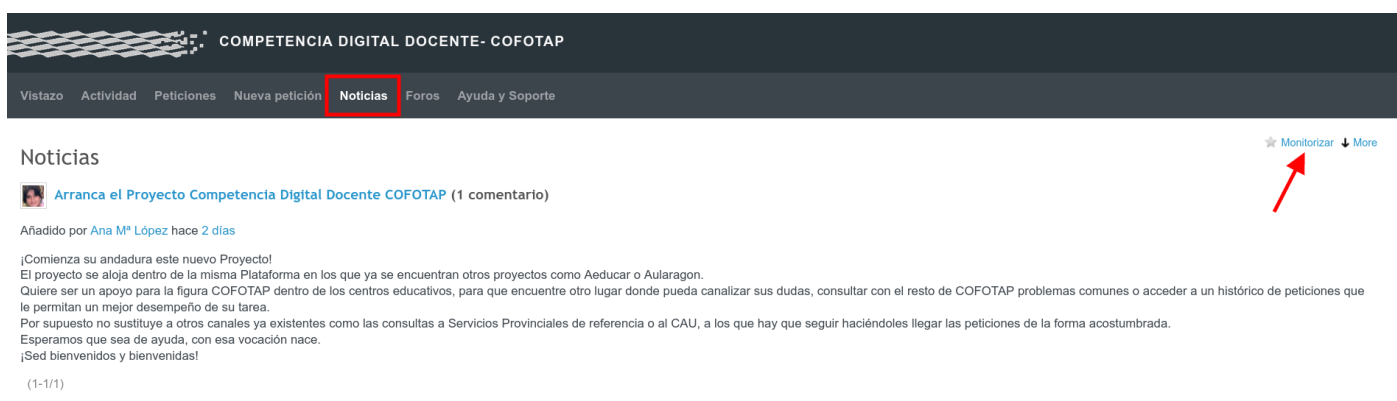 COMPETENCIA DIGITAL DOCENTE- COFOTAP
Vistazo Actividad Peticiones Nueva petición Noticias Foros Ayuda y Soporte
Monitorizar More
Noticias
Arranca el Proyecto Competencia Digital Docente COFOTAP (1 comentario)
Añadido por Ana Mª López hace 2 días
¡Comienza su andadura este nuevo Proyecto!
El proyecto se aloja dentro de la misma Plataforma en los que ya se encuentran otros proyectos como Aeducar o Aularagon.
Quiere ser un apoyo para la figura COFOTAP dentro de los centros educativos, para que encuentre otro lugar donde pueda canalizar sus dudas, consultar con el resto de COFOTAP problemas comunes o acceder a un histórico de peticiones que
le permitan un mejor desempeño de su tarea.
Por supuesto no sustituye a otros canales ya existentes como las consultas a Servicios Provinciales de referencia o al CAU, a los que hay que seguir haciéndoles llegar las peticiones de la forma acostumbrada.
Esperamos que sea de ayuda, con esa vocación nace.
¡Sed bienvenidos y bienvenidas!
(1-1/1)